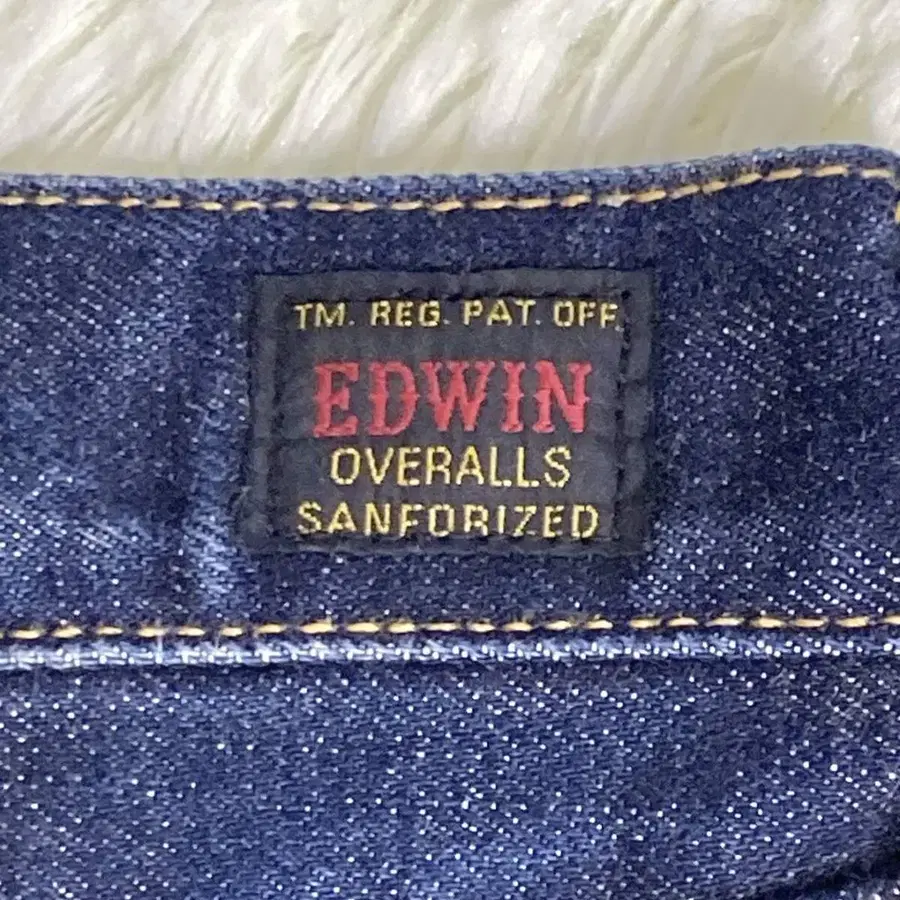 TM. REG. PAT. OFF.
EDWIN
OVERALLS
SANFORIZED